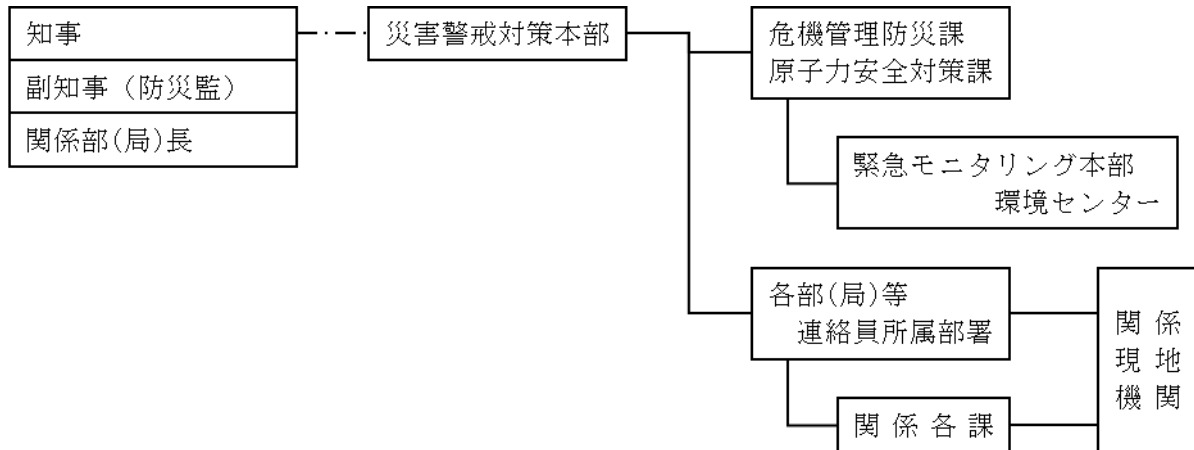 知事
副知事（防災監）
関係部(局)長
災害警戒対策本部
危機管理防災課
原子力安全対策課
緊急モニタリング本部
環境センター
各部(局)等
連絡員所属部署
関係各課
関係
現地
機関